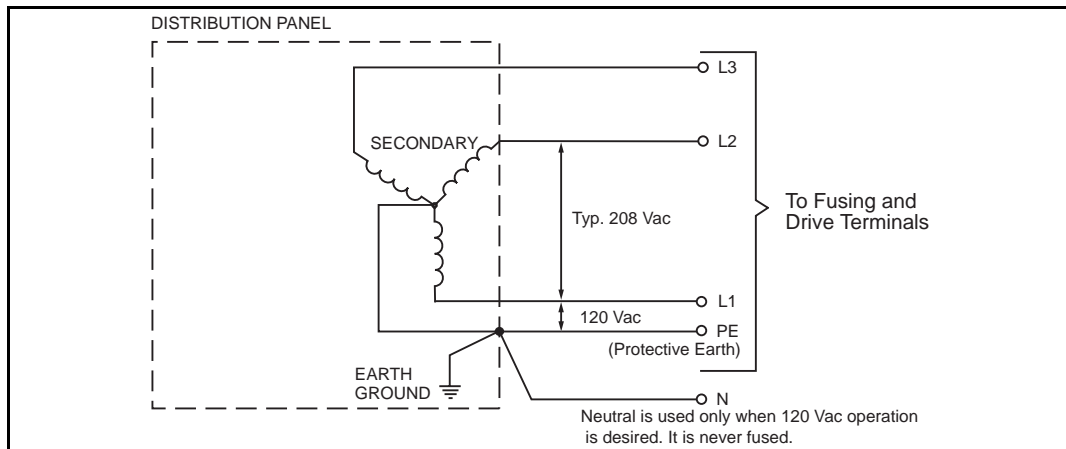 DISTRIBUTION PANEL
L3
SECONDARY
L2
Typ. 208 Vac
To Fusing and
Drive Terminals
L1
120 Vac
PE
(Protective Earth)
EARTH
GROUND
N
Neutral is used only when 120 Vac operation
is desired. It is never fused.